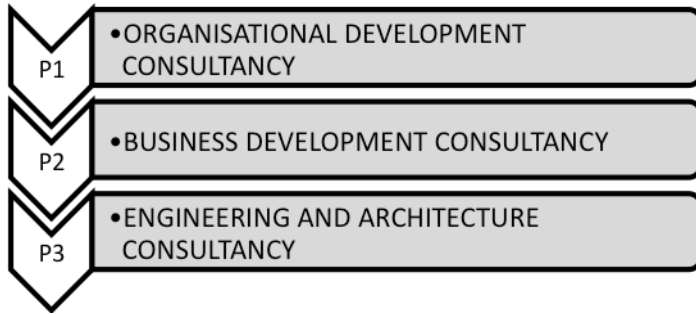 P1
•ORGANISATIONAL DEVELOPMENT
CONSULTANCY
P2
•BUSINESS DEVELOPMENT CONSULTANCY
P3
•ENGINEERING AND ARCHITECTURE
CONSULTANCY